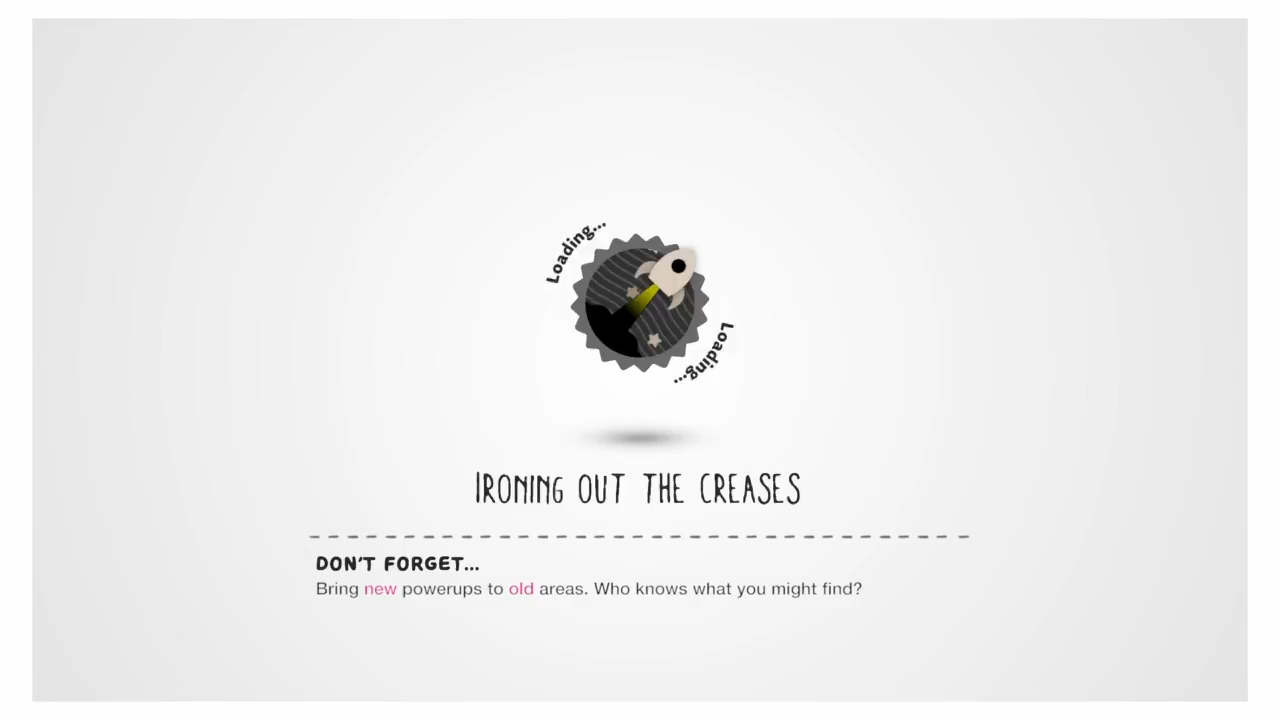 Loading...
Loading...
IRONING OUT THE CREASES
DON'T FORGET...
Bring new powerups to old areas. Who knows what you might find?